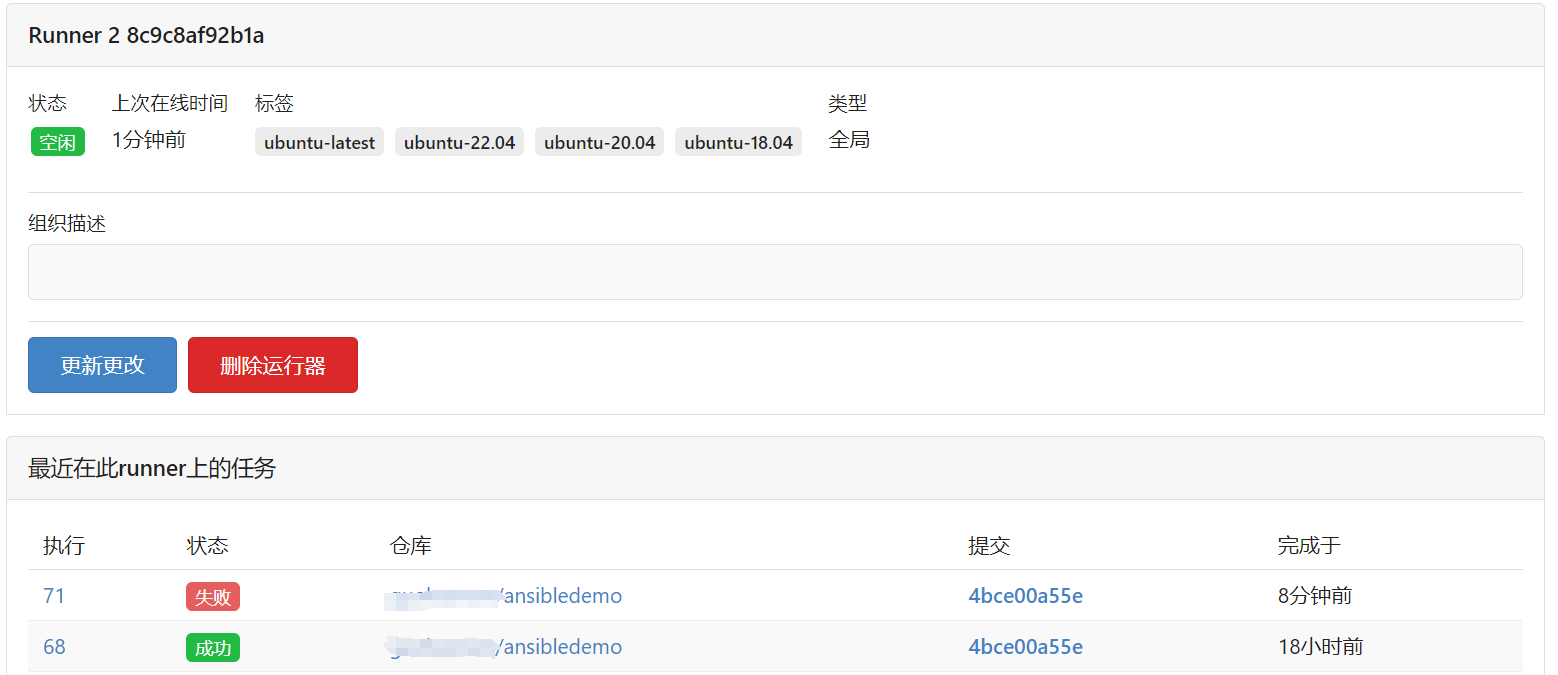 Runner 2 8c9c8af92b1a
状态 上次在线时间 标签 类型
空闲 1分钟前 ubuntu-latest ubuntu-22.04 ubuntu-20.04 ubuntu-18.04 全局
组织描述
更新更改 删除运行器
最近在此runner上的任务
执行 状态 仓库 提交 完成于
71 失败 /ansibledemo 4bce00a55e 8分钟前
68 成功 /ansibledemo 4bce00a55e 18小时前